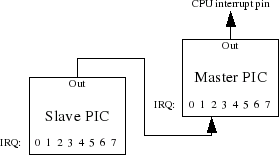 CPU interrupt pin
Out
Master PIC
IRQ: 0 1 2 3 4 5 6 7
Out
Slave PIC
IRQ: 0 1 2 3 4 5 6 7